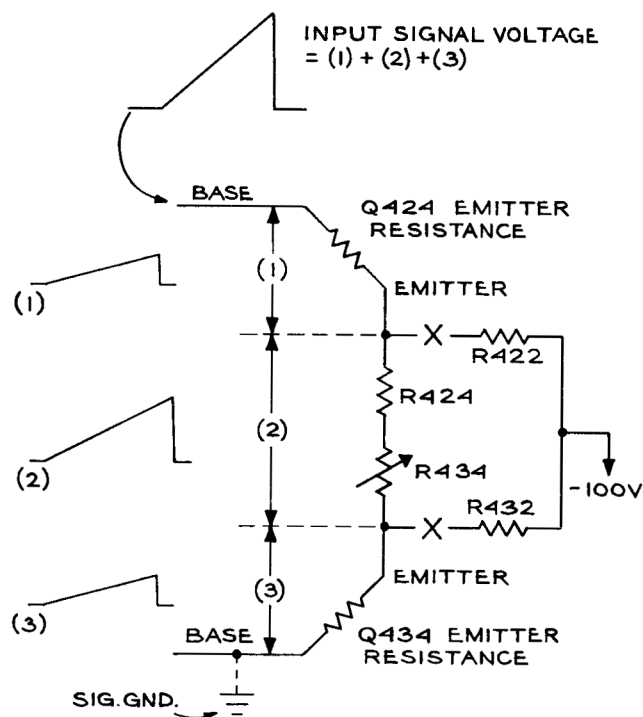 INPUT SIGNAL VOLTAGE
= (1) + (2) + (3)
BASE
Q424 EMITTER
RESISTANCE
(1)
(1)
EMITTER
X
R422
R424
(2)
(2)
R434
-100V
R432
X
(3)
EMITTER
(3)
BASE
Q434 EMITTER
RESISTANCE
SIG. GND.